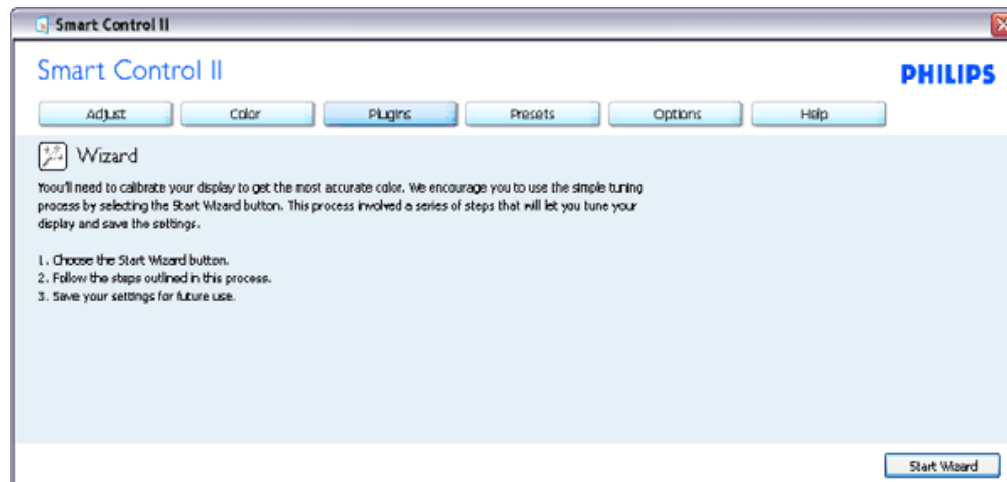 Smart Control II
Smart Control II
PHILIPS
Adjust Color Plugins Presets Options Help
Wizard
Yoou'll need to calibrate your display to get the most accurate color. We encourage you to use the simple tuning
process by selecting the Start Wizard button. This process involved a series of steps that will let you tune your
display and save the settings.
1. Choose the Start Wizard button.
2. Follow the steps outlined in this process.
3. Save your settings for future use.
Start Wizard